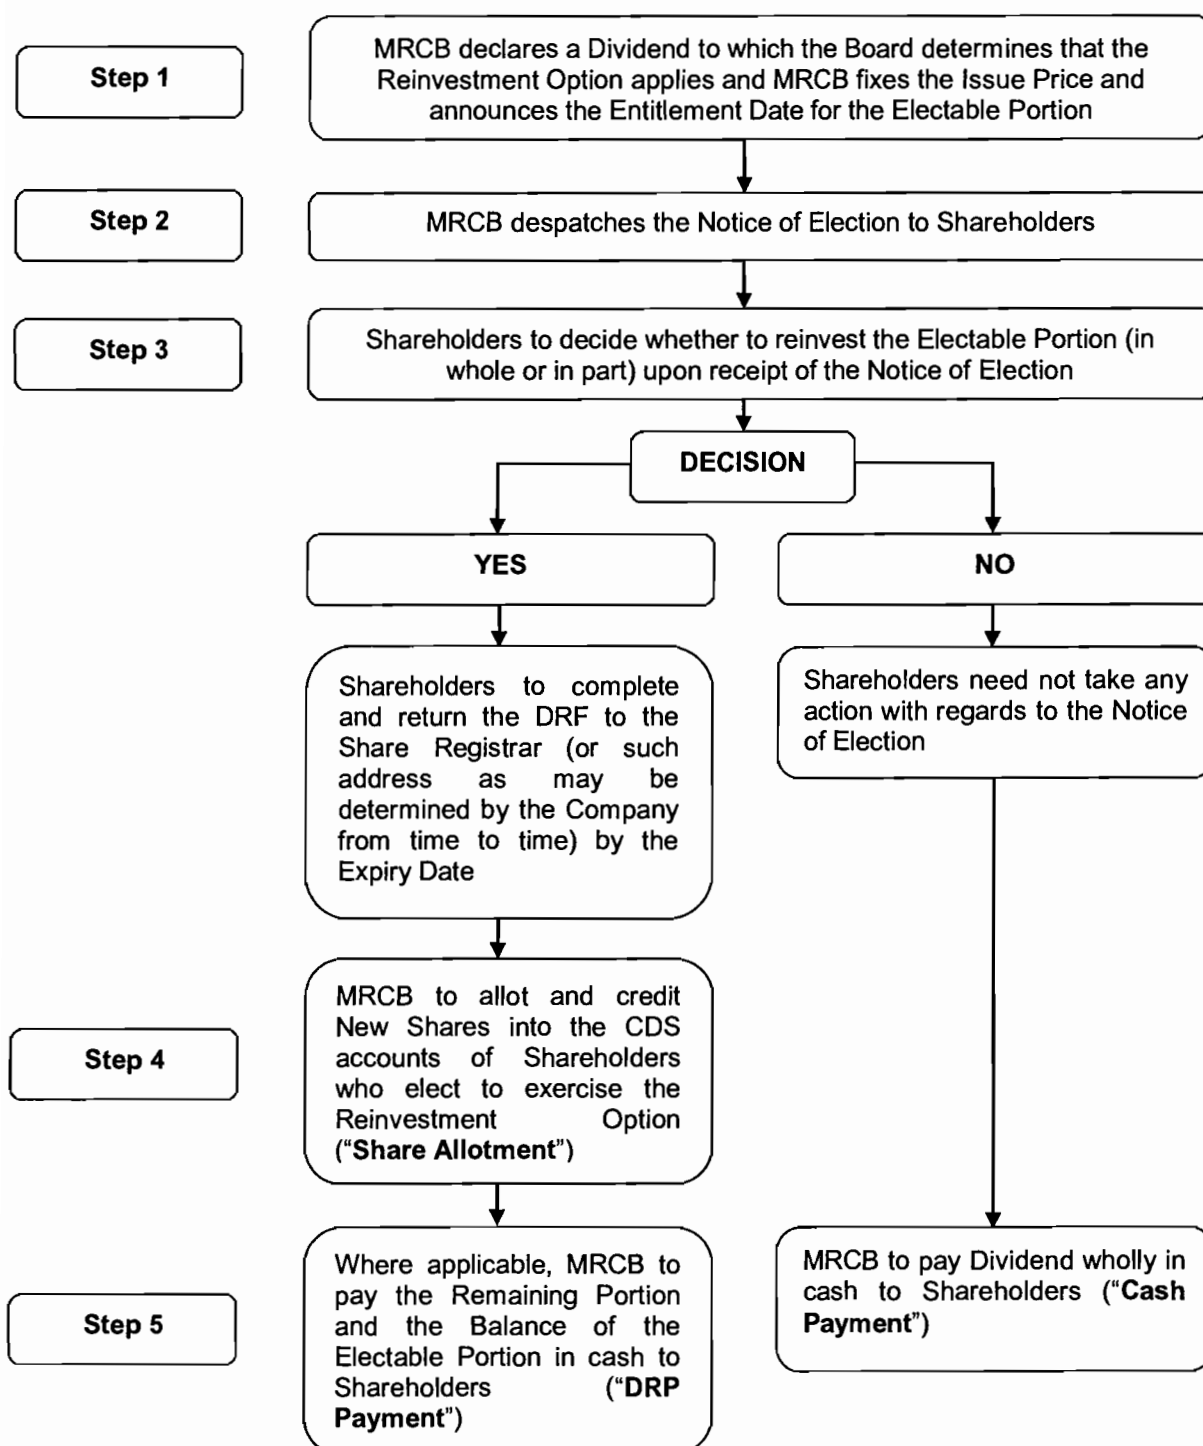 Step 1
MRCB declares a Dividend to which the Board determines that the
Reinvestment Option applies and MRCB fixes the Issue Price and
announces the Entitlement Date for the Electable Portion
Step 2
MRCB despatches the Notice of Election to Shareholders
Step 3
Shareholders to decide whether to reinvest the Electable Portion (in
whole or in part) upon receipt of the Notice of Election
DECISION
YES
NO
Shareholders to complete
and return the DRF to the
Share Registrar (or such
address as may be
determined by the Company
from time to time) by the
Expiry Date
Shareholders need not take any
action with regards to the Notice
of Election
Step 4
MRCB to allot and credit
New Shares into the CDS
accounts of Shareholders
who elect to exercise the
Reinvestment Option
(“Share Allotment”)
Step 5
Where applicable, MRCB to
pay the Remaining Portion
and the Balance of the
Electable Portion in cash to
Shareholders (“DRP
Payment”)
MRCB to pay Dividend wholly in
cash to Shareholders (“Cash
Payment”)